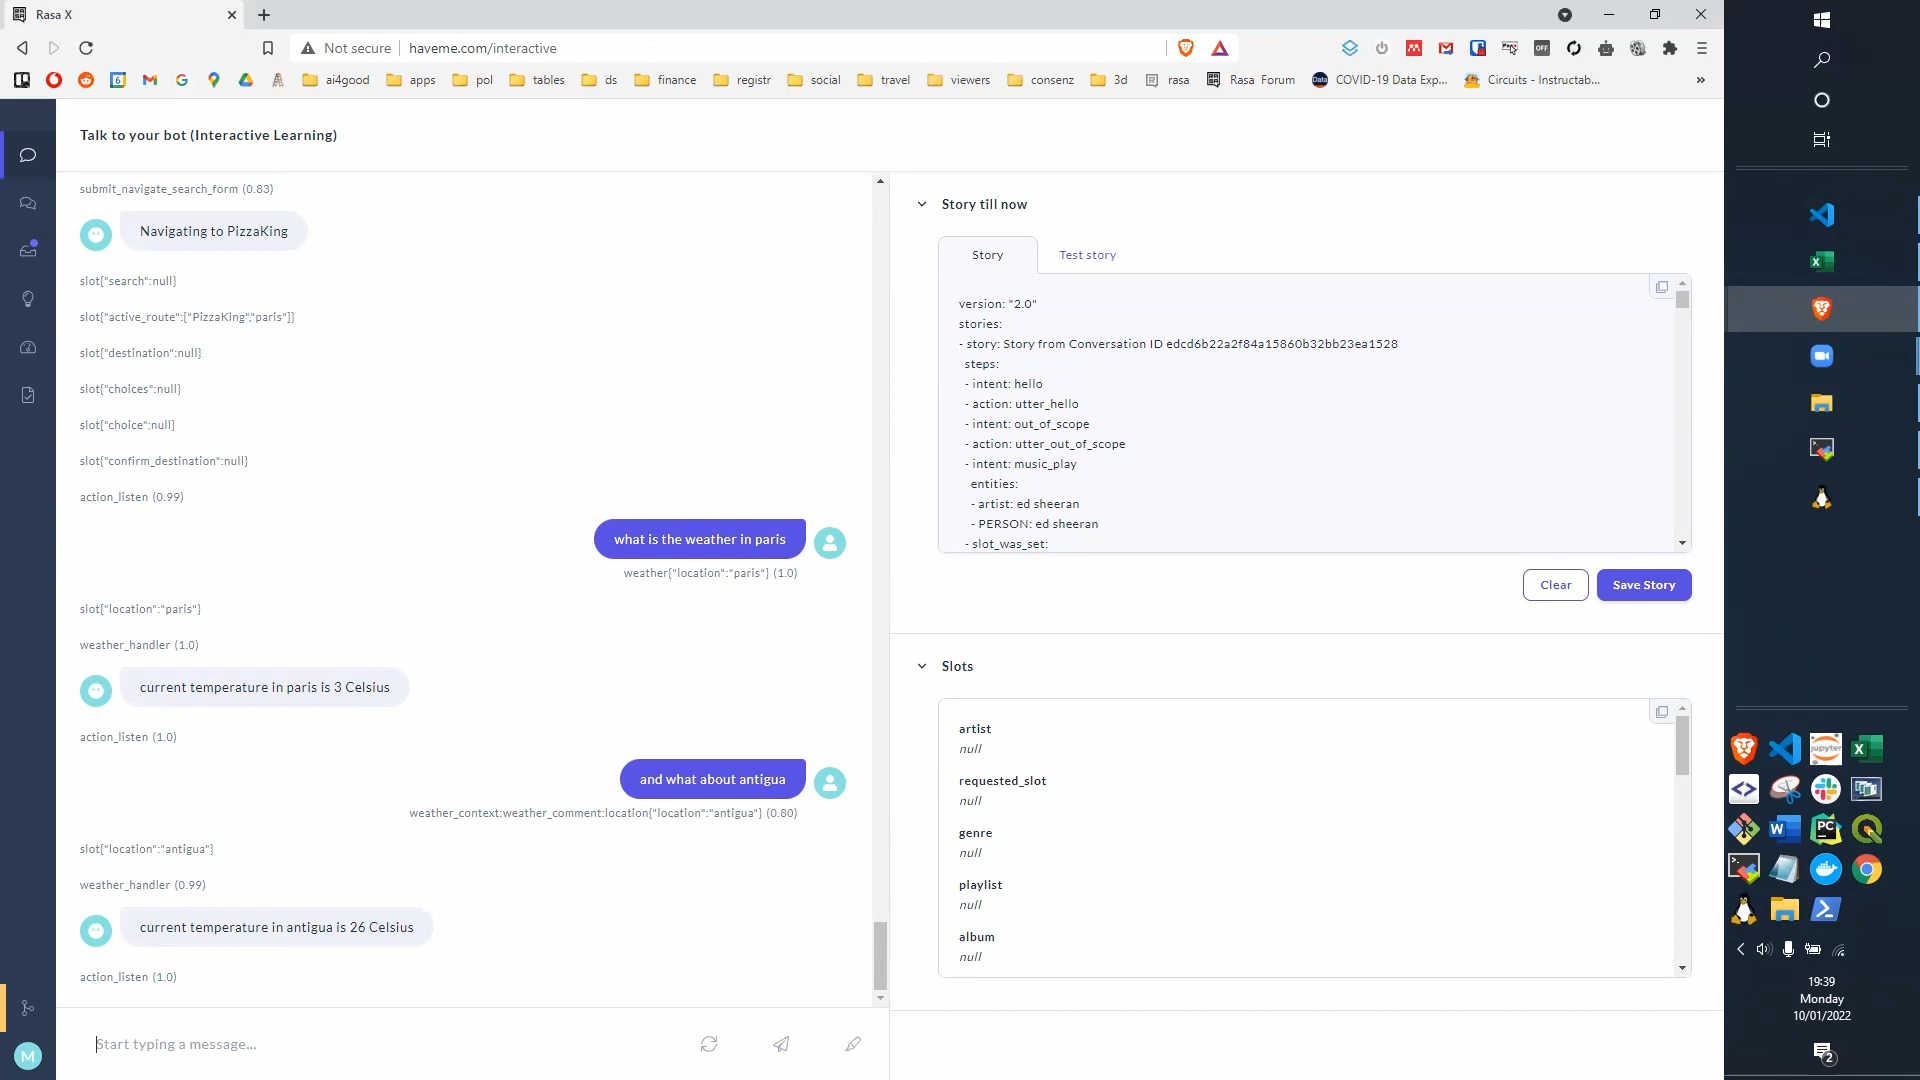 Rasa X
Not secure
haveme.com/interactive
ai4good
apps
pol
tables
ds
finance
registr
social
travel
viewers
consenz
3d
rasa
Rasa Forum
COVID-19 Data Exp...
Circuits - Instructab...
»
Talk to your bot (Interactive Learning)
submit_navigate_search_form (0.83)
Navigating to PizzaKing
slot{"search":null}
slot{"active_route":["PizzaKing","paris"]}
slot{"destination":null}
slot{"choices":null}
slot{"choice":null}
slot{"confirm_destination":null}
action_listen (0.99)
what is the weather in paris
weather{"location":"paris"} (1.0)
slot{"location":"paris"}
weather_handler (1.0)
current temperature in paris is 3 Celsius
action_listen (1.0)
and what about antigua
weather_context:weather_comment:location{"location":"antigua"} (0.80)
slot{"location":"antigua"}
weather_handler (0.99)
current temperature in antigua is 26 Celsius
action_listen (1.0)
Start typing a message...
M
Story till now
Story
Test story
version: "2.0"
stories:
- story: Story from Conversation ID edcd6b22a2f84a15860b32bb23ea1528
steps:
- intent: hello
- action: utter_hello
- intent: out_of_scope
- action: utter_out_of_scope
- intent: music_play
entities:
- artist: ed sheeran
- PERSON: ed sheeran
- slot_was_set:
Clear
Save Story
Slots
artist
null
requested_slot
null
genre
null
playlist
null
album
null
19:39
Monday
10/01/2022
2